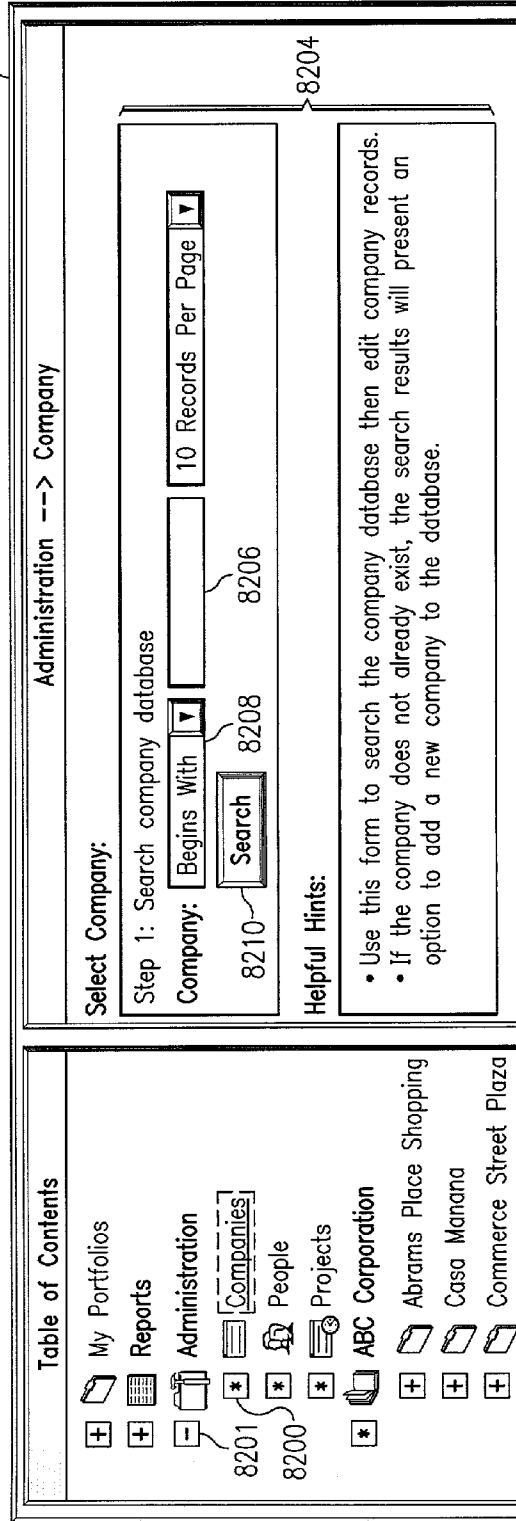 Table of Contents
+ My Portfolios
+ Reports
- Administration
8201
* Companies
8200
* People
* Projects
* ABC Corporation
+ Abrams Place Shopping
+ Casa Manana
+ Commerce Street Plaza
Administration --> Company
Select Company:
Step 1: Search company database
Company: Begins With 10 Records Per Page
8208 8206
8210 Search
8204
Helpful Hints:
• Use this form to search the company database then edit company records.
• If the company does not already exist, the search results will present an
option to add a new company to the database.